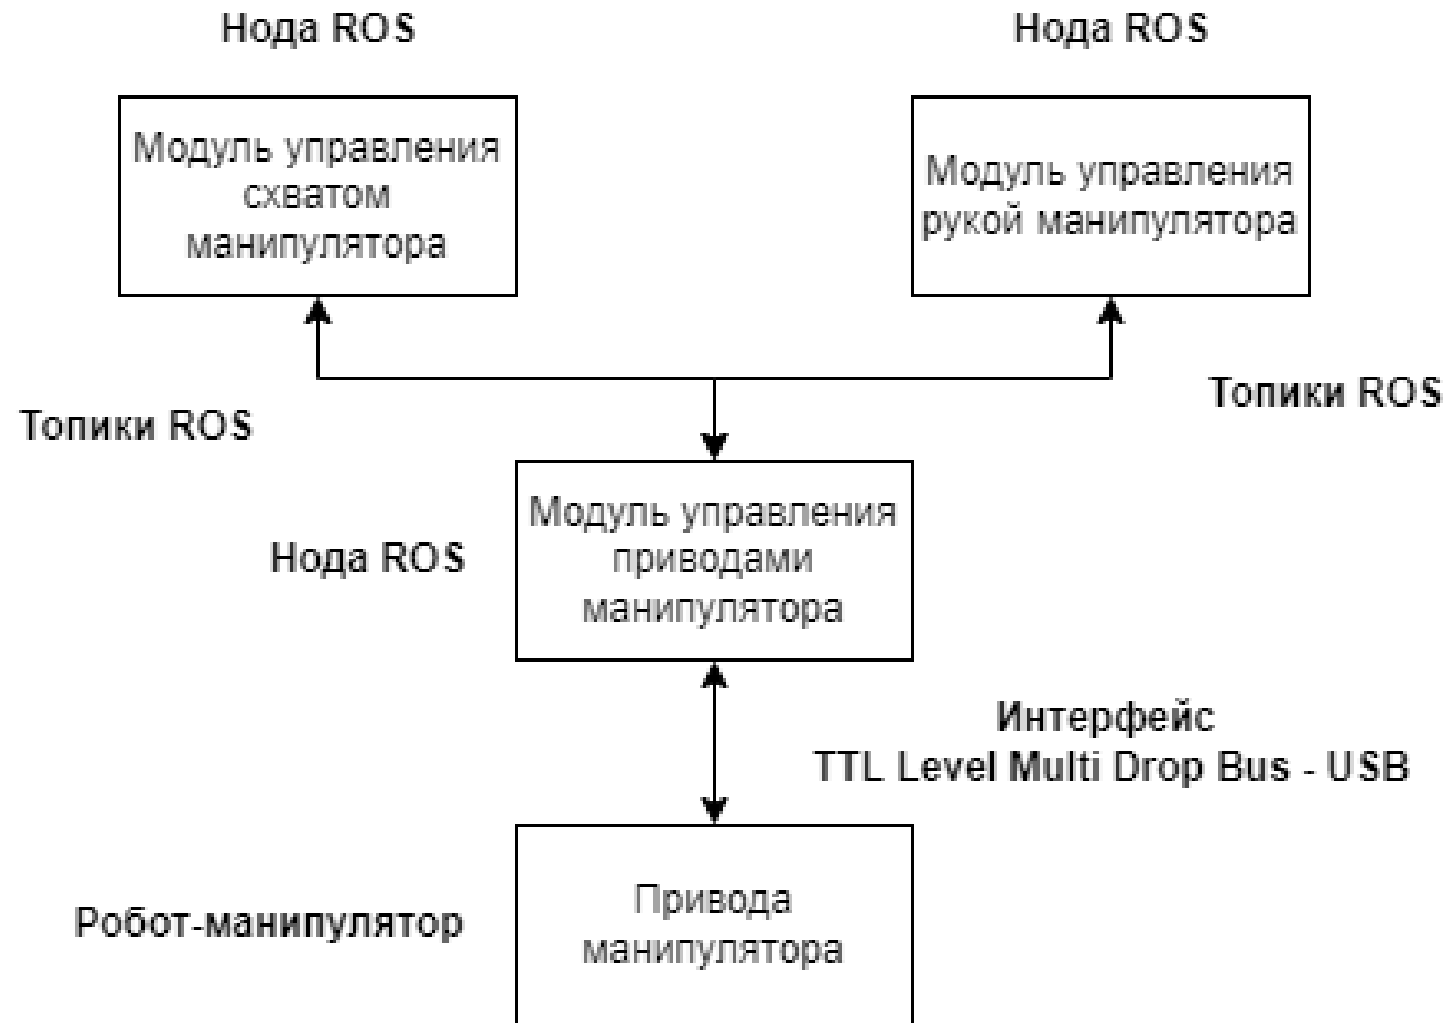 Нода ROS
Нода ROS
Модуль управления
схватом
манипулятора
Модуль управления
рукой манипулятора
Топики ROS
Топики ROS
Модуль управления
приводами
манипулятора
Нода ROS
Интерфейс
TTL Level Multi Drop Bus - USB
Привода
манипулятора
Робот-манипулятор